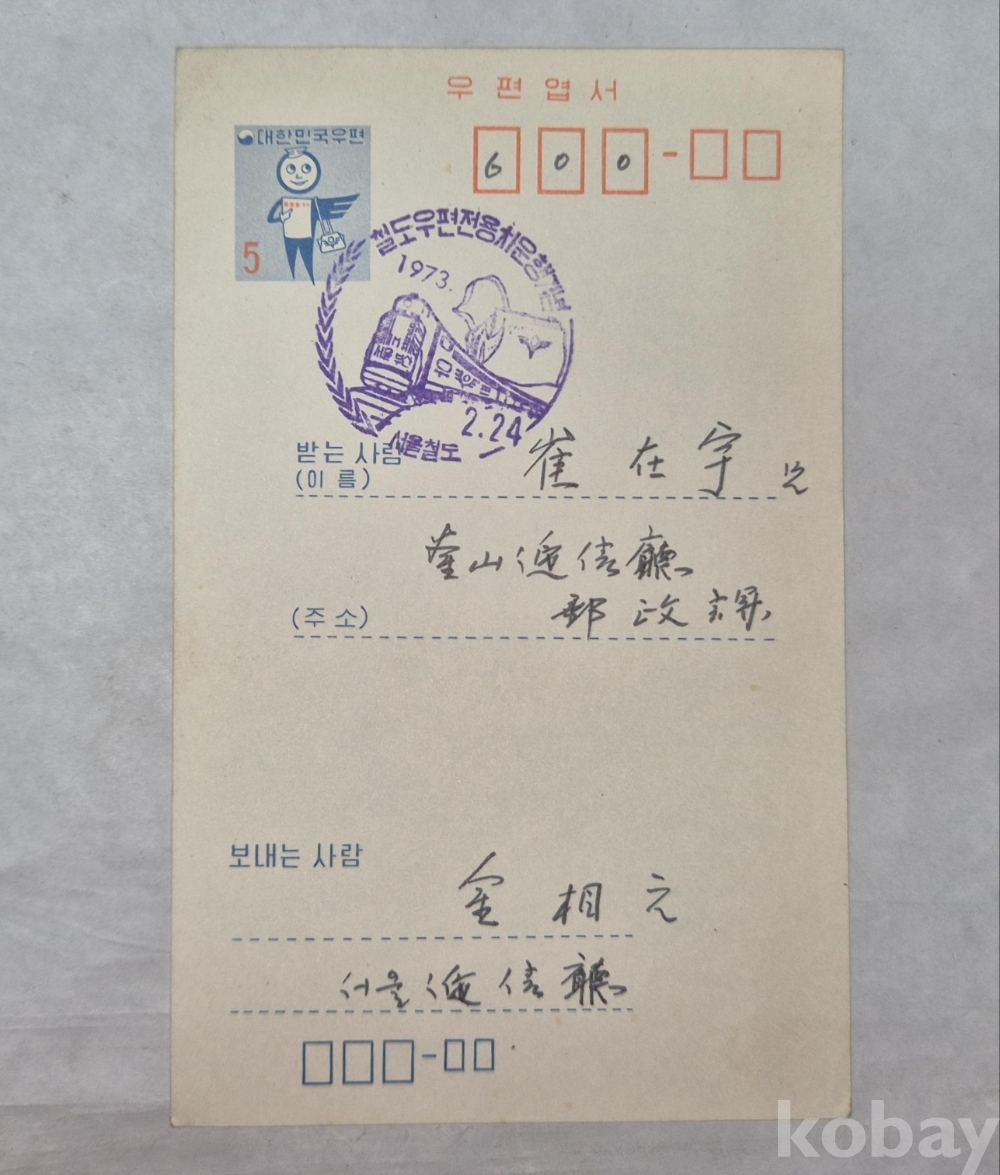 우편엽서
대한민국우편
600-
5
철도우편전용차운행기념
1973.
2.24
서울철도
받는 사람
(이 름)
崔 在 宇 兄
釜山遞信廳
(주 소)
郵政課
보내는 사람
金 相 元
서울遞信廳
kobay